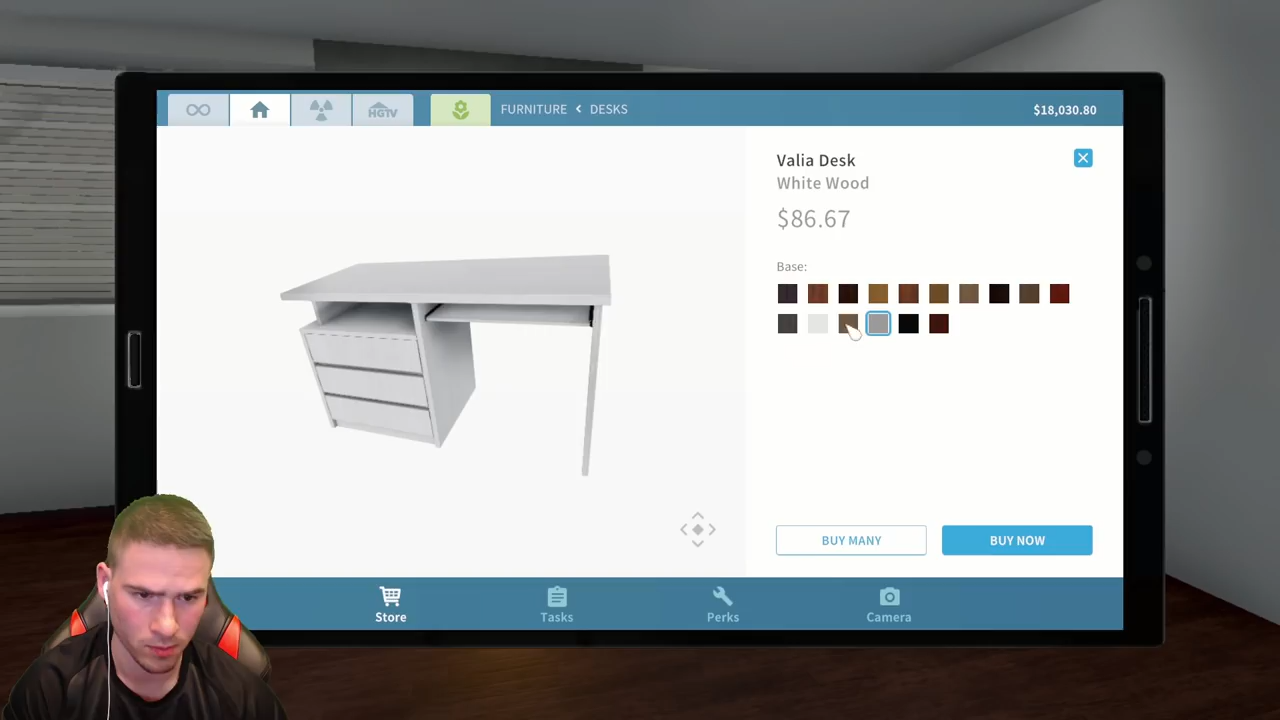 HGTV
FURNITURE < DESKS
$18,030.80
Valia Desk
White Wood
$86.67
Base:
BUY MANY
BUY NOW
Store
Tasks
Perks
Camera